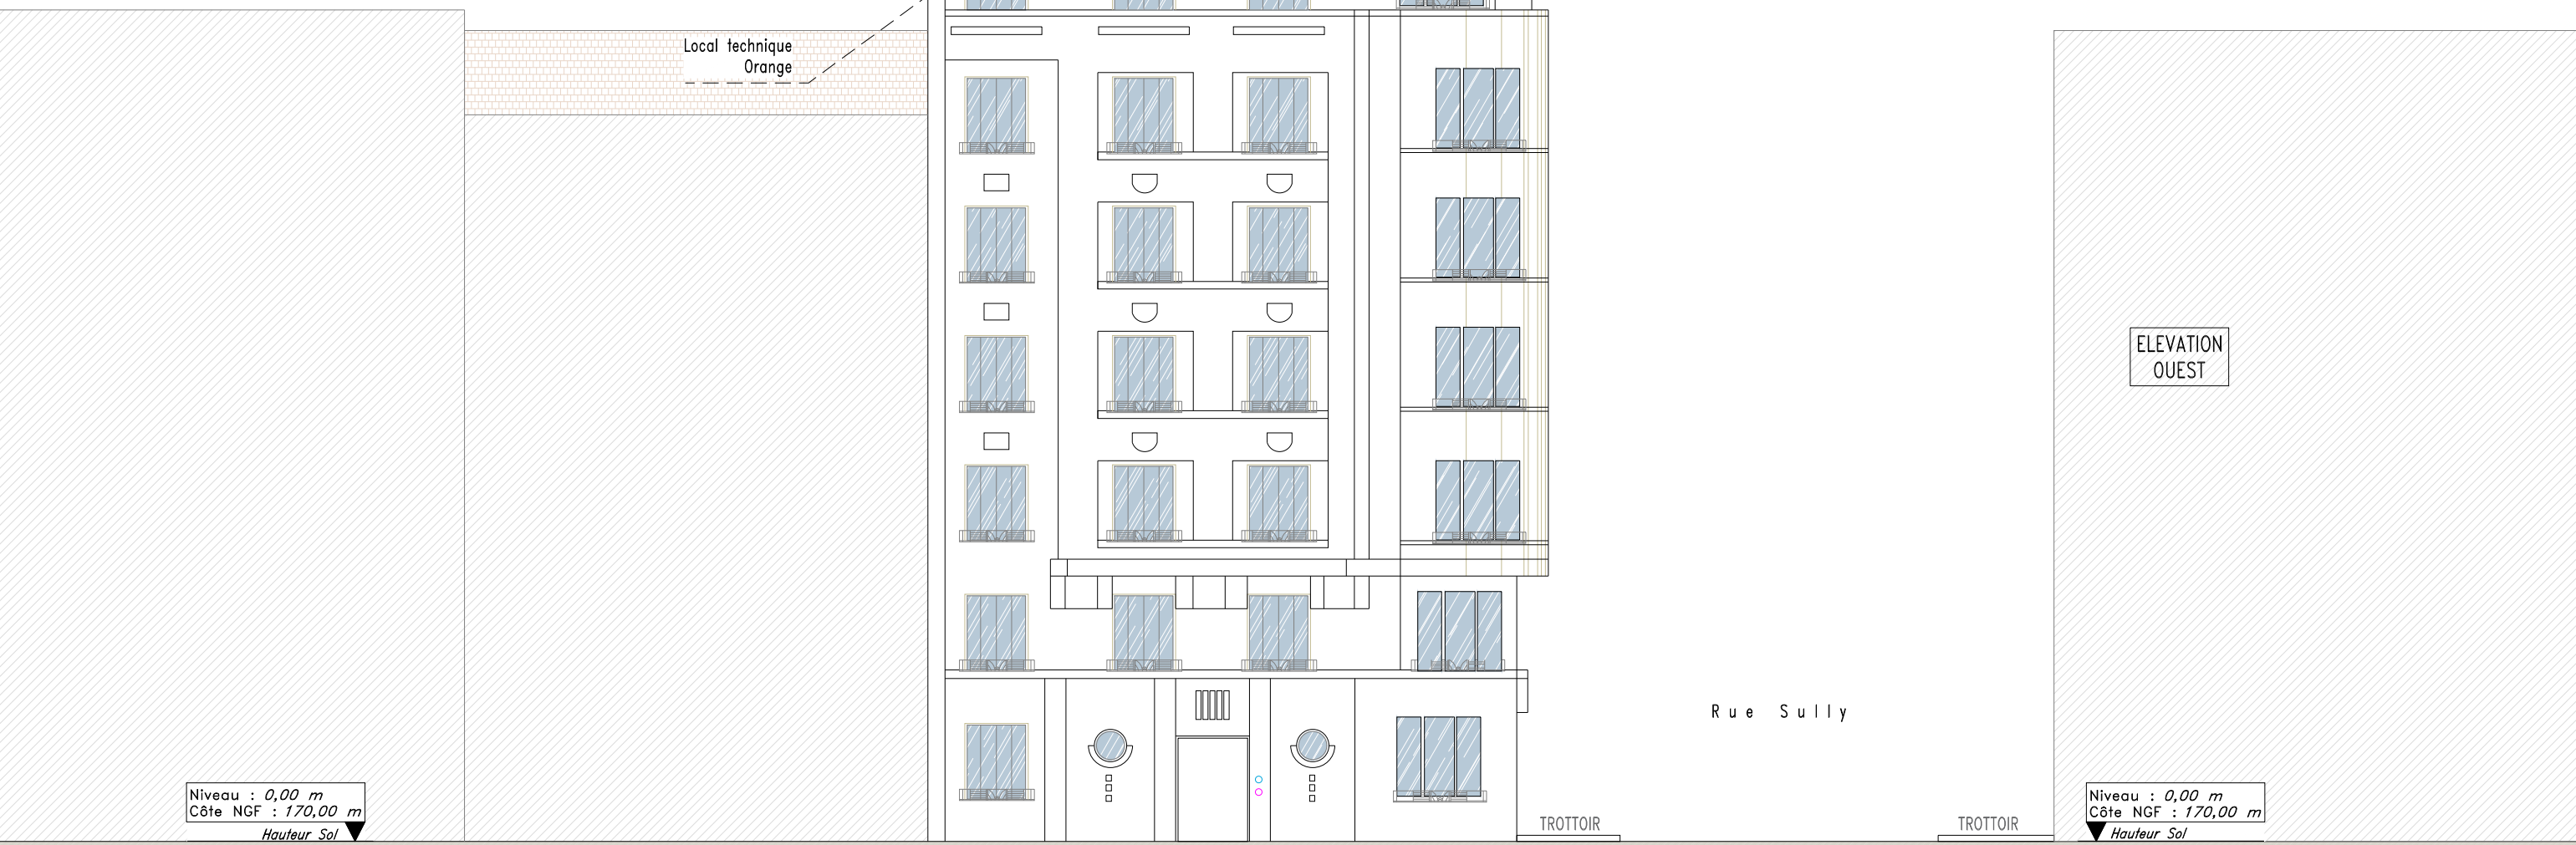 Local technique
Orange
ELEVATION
OUEST
Rue Sully
Niveau : 0,00 m
Côte NGF : 170,00 m
Hauteur Sol
TROTTOIR
TROTTOIR
Niveau : 0,00 m
Côte NGF : 170,00 m
Hauteur Sol